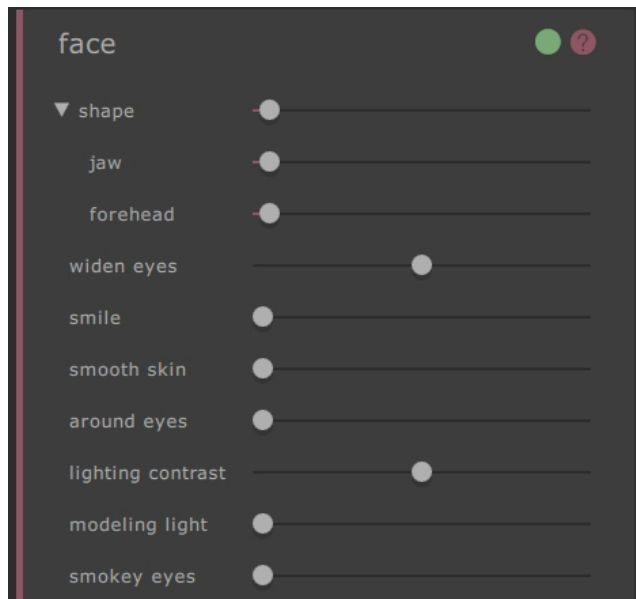 face
?
shape
jaw
forehead
widen eyes
smile
smooth skin
around eyes
lighting contrast
modeling light
smokey eyes